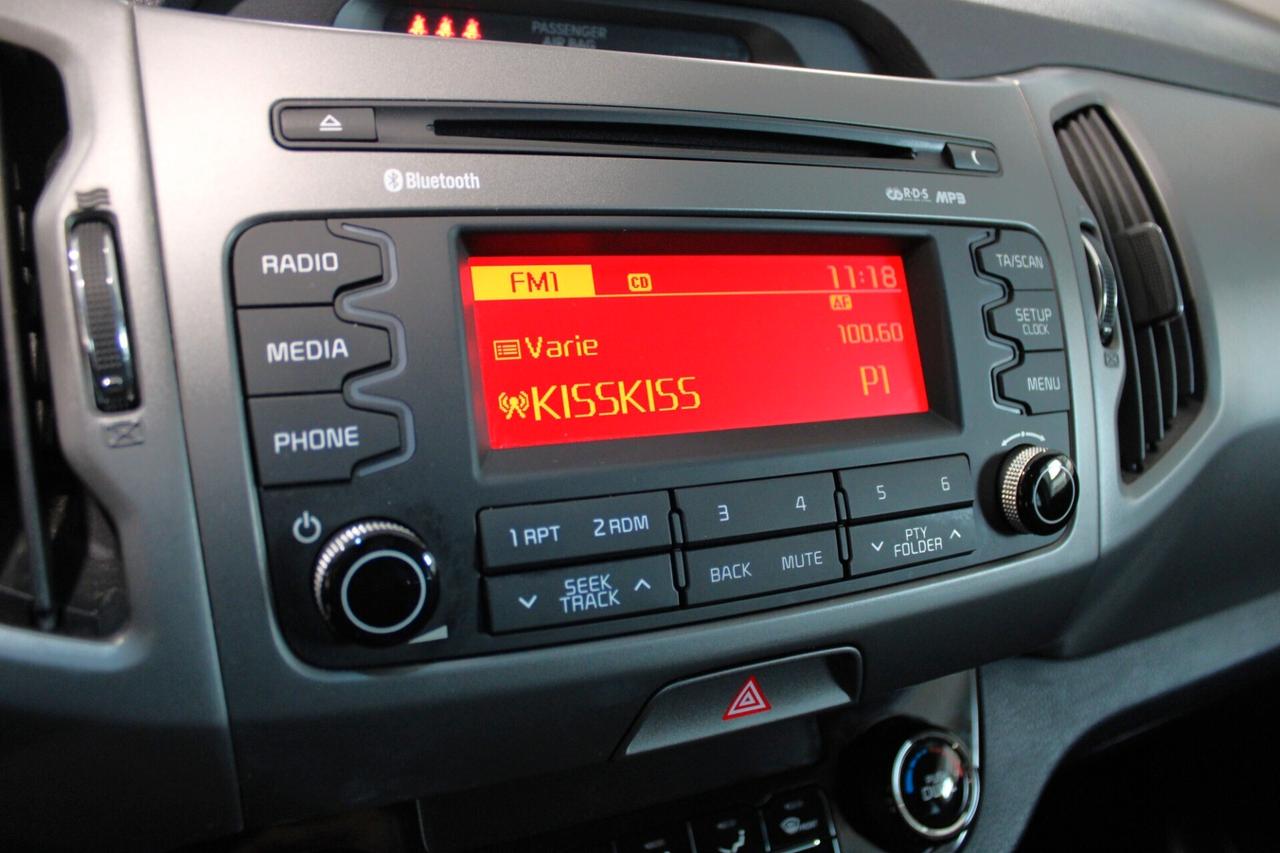 PASSENGER
AIR BAG
Bluetooth
R·D·S MP3
RADIO
MEDIA
PHONE
FM1 CD 11:18
AF
Varie 100.60
KISSKISS P1
TA/SCAN
SETUP
CLOCK
MENU
1 RPT 2 RDM 3 4 5 6
SEEK
TRACK
BACK MUTE
PTY
FOLDER